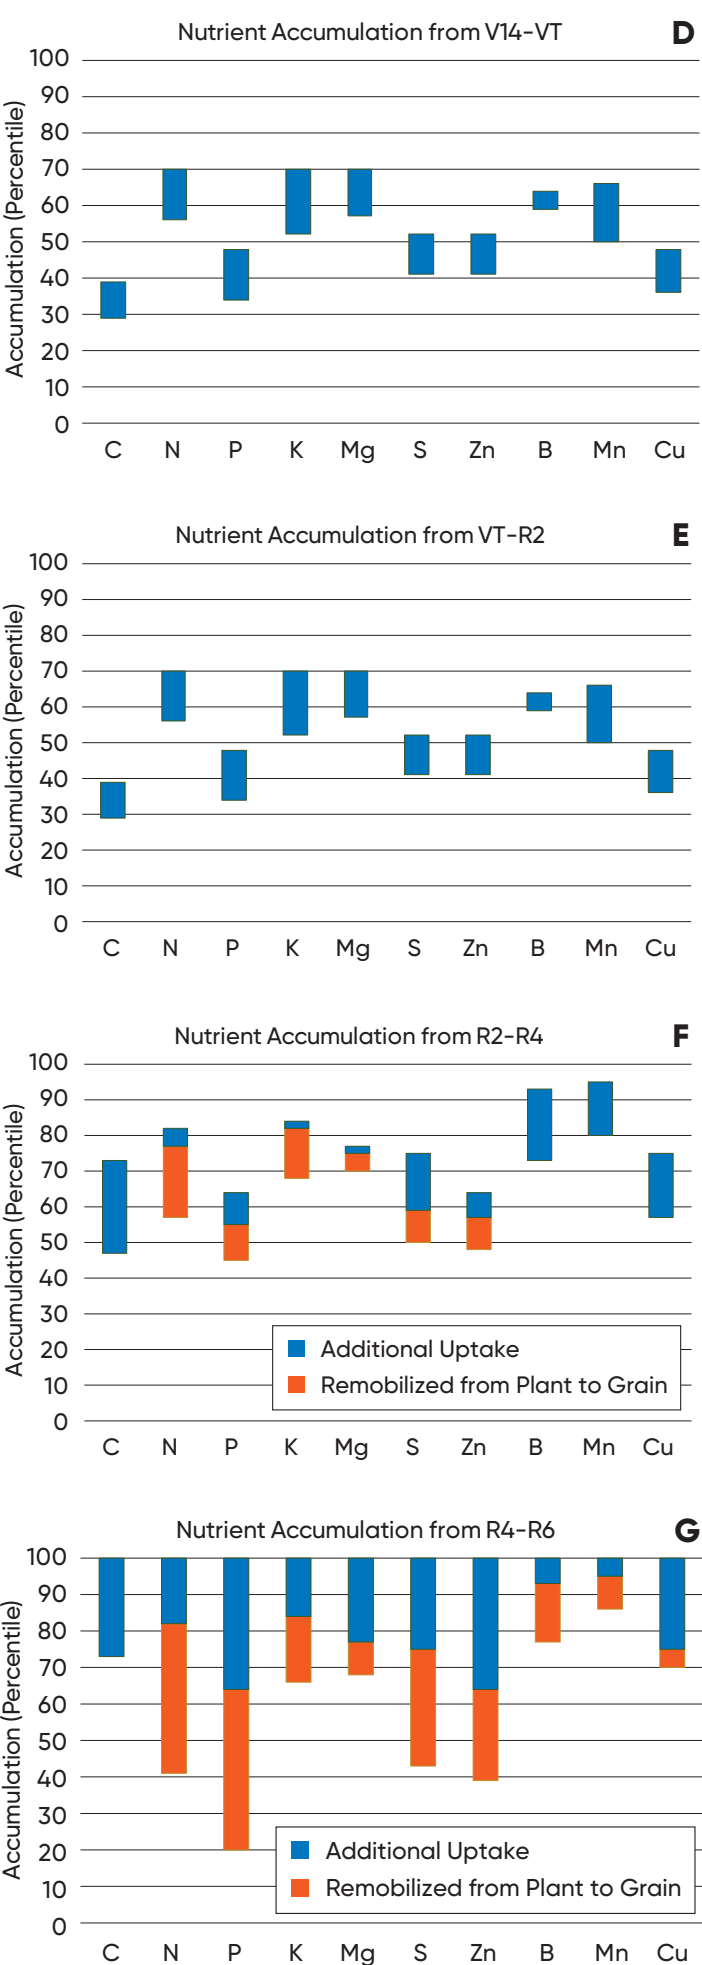 Nutrient Accumulation from V14-VT
D
Accumulation (Percentile)
100
90
80
70
60
50
40
30
20
10
0
C N P K Mg S Zn B Mn Cu
Nutrient Accumulation from VT-R2
E
Accumulation (Percentile)
100
90
80
70
60
50
40
30
20
10
0
C N P K Mg S Zn B Mn Cu
Nutrient Accumulation from R2-R4
F
Accumulation (Percentile)
100
90
80
70
60
50
40
30
20
10
0
Additional Uptake
Remobilized from Plant to Grain
C N P K Mg S Zn B Mn Cu
Nutrient Accumulation from R4-R6
G
Accumulation (Percentile)
100
90
80
70
60
50
40
30
20
10
0
Additional Uptake
Remobilized from Plant to Grain
C N P K Mg S Zn B Mn Cu